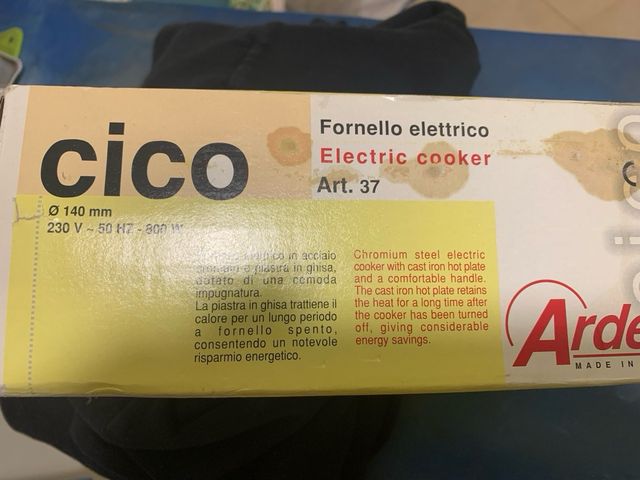 cico
Fornello elettrico
Electric cooker
Art. 37
Ø 140 mm
230 V ~ 50 HZ - 800 W
in acciaio
cromato e piastra in ghisa,
dotato di una comoda
impugnatura.
La piastra in ghisa trattiene il
calore per un lungo periodo
a fornello spento,
consentendo un notevole
risparmio energetico.
Chromium steel electric
cooker with cast iron hot plate
and a comfortable handle.
The cast iron hot plate retains
the heat for a long time after
the cooker has been turned
off, giving considerable
energy savings.
Arde
MADE IN